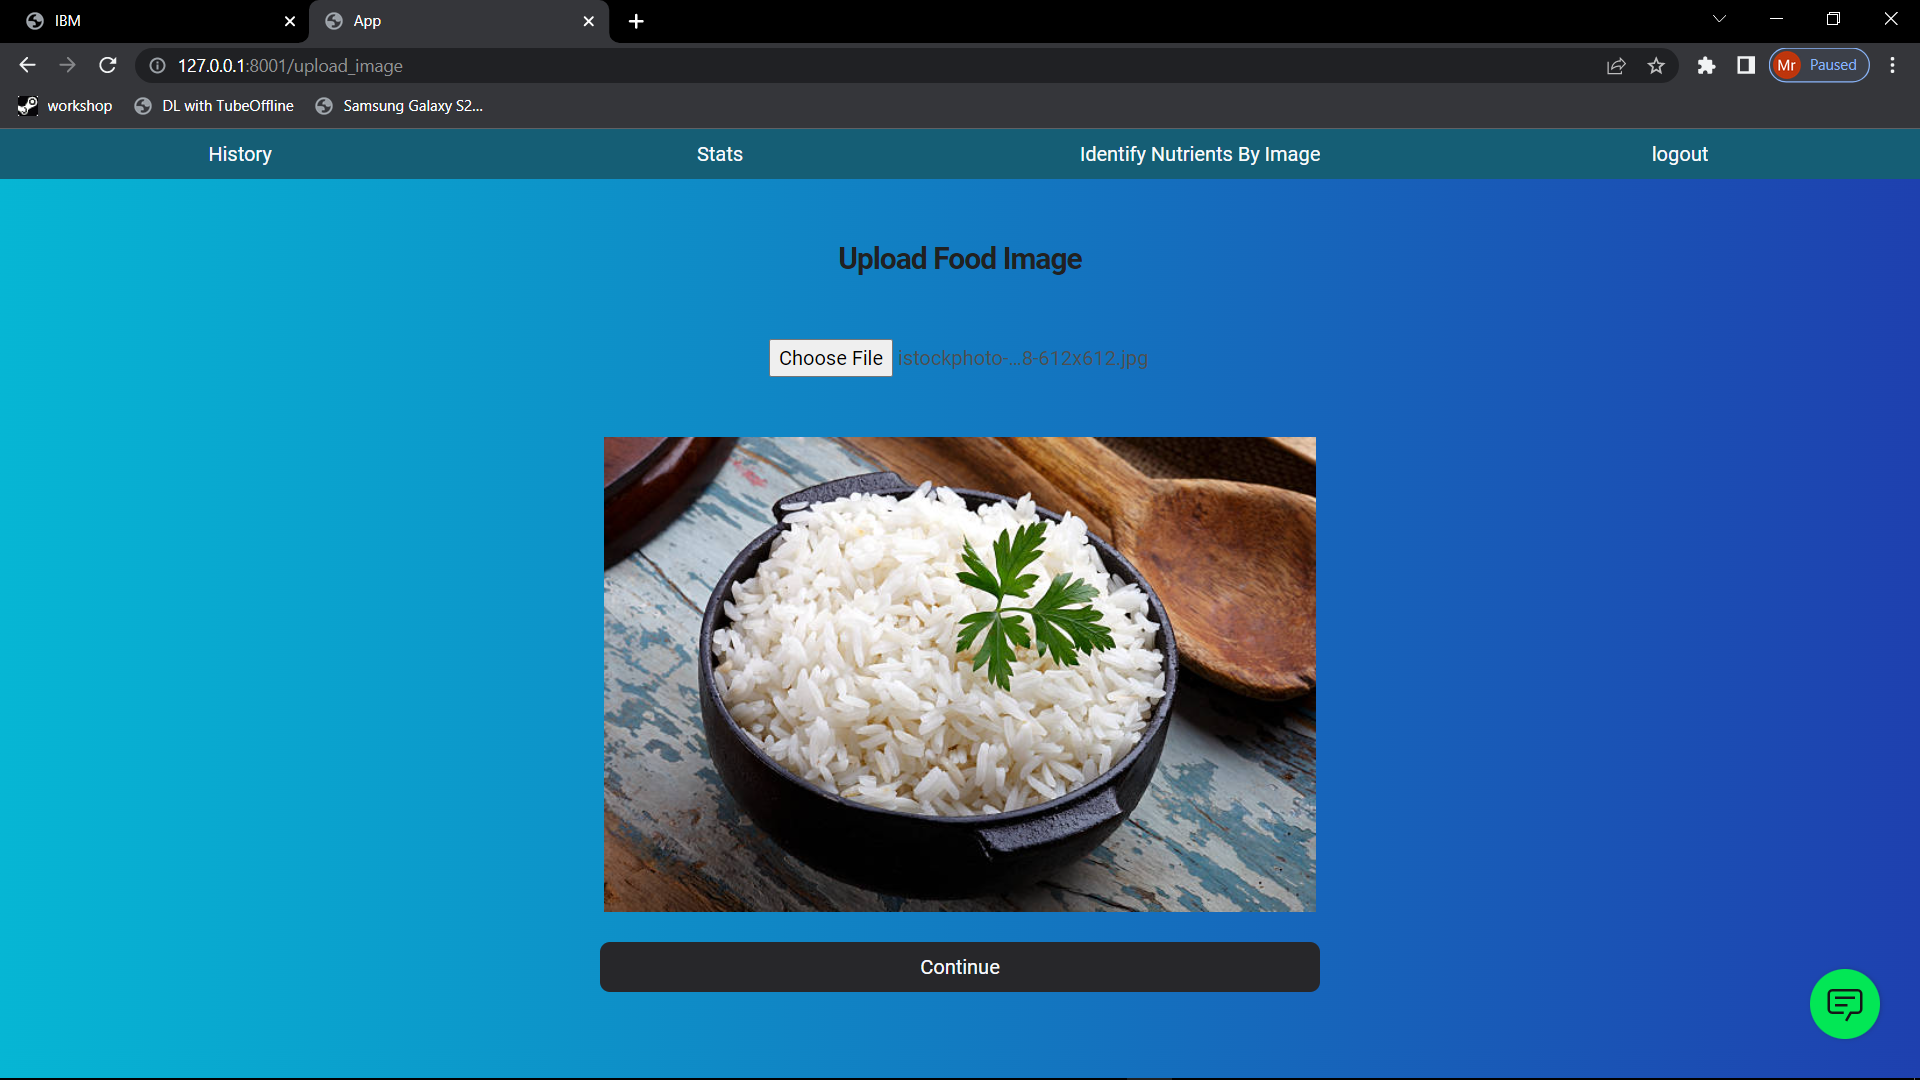 IBM
App
127.0.0.1:8001/upload_image
Mr Paused
workshop
DL with TubeOffline
Samsung Galaxy S2...
History
Stats
Identify Nutrients By Image
logout
Upload Food Image
Choose File istockphoto-...8-612x612.jpg
Continue